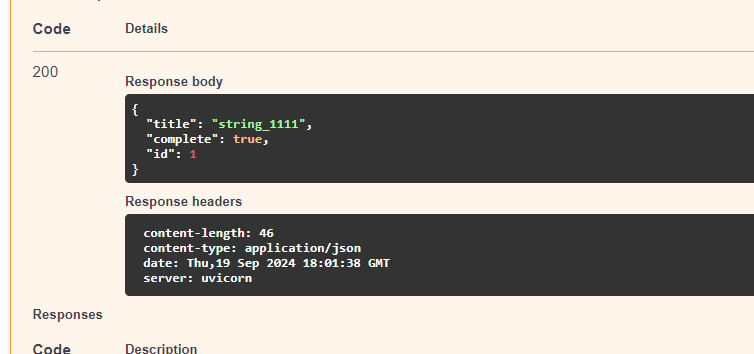 Code Details
200
Response body
{
  "title": "string_1111",
  "complete": true,
  "id": 1
}
Response headers
content-length: 46
content-type: application/json
date: Thu,19 Sep 2024 18:01:38 GMT
server: uvicorn
Responses
Code Description